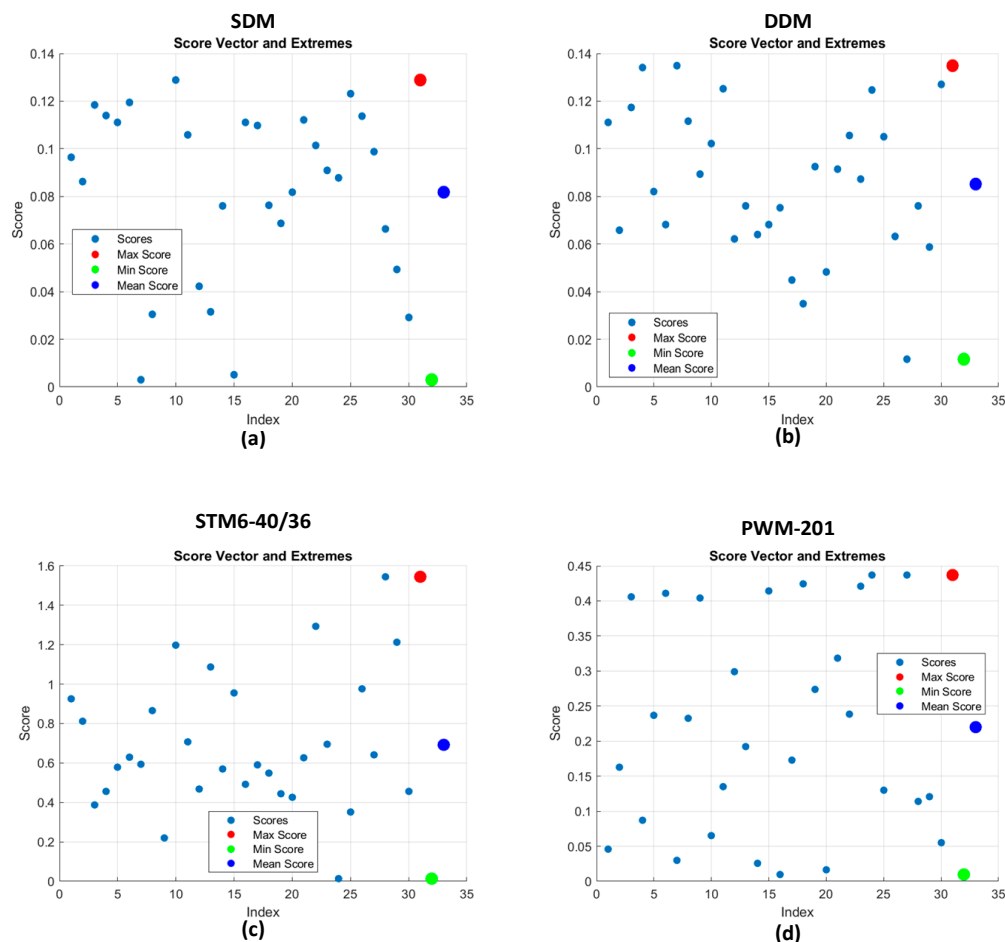 SDM
Score Vector and Extremes
0.14
0.12
0.1
0.08
0.06
0.04
0.02
0
Score
Scores
Max Score
Min Score
Mean Score
0 5 10 15 20 25 30 35
Index
(a)
DDM
Score Vector and Extremes
0.14
0.12
0.1
0.08
0.06
0.04
0.02
0
Score
Scores
Max Score
Min Score
Mean Score
0 5 10 15 20 25 30 35
Index
(b)
STM6-40/36
Score Vector and Extremes
1.6
1.4
1.2
1
0.8
0.6
0.4
0.2
0
Score
Scores
Max Score
Min Score
Mean Score
0 5 10 15 20 25 30 35
Index
(c)
PWM-201
Score Vector and Extremes
0.45
0.4
0.35
0.3
0.25
0.2
0.15
0.1
0.05
0
Score
Scores
Max Score
Min Score
Mean Score
0 5 10 15 20 25 30 35
Index
(d)